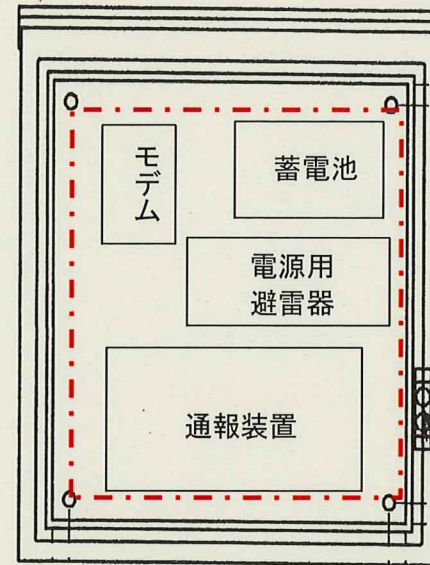 モデム
蓄電池
電源用
避雷器
通報装置